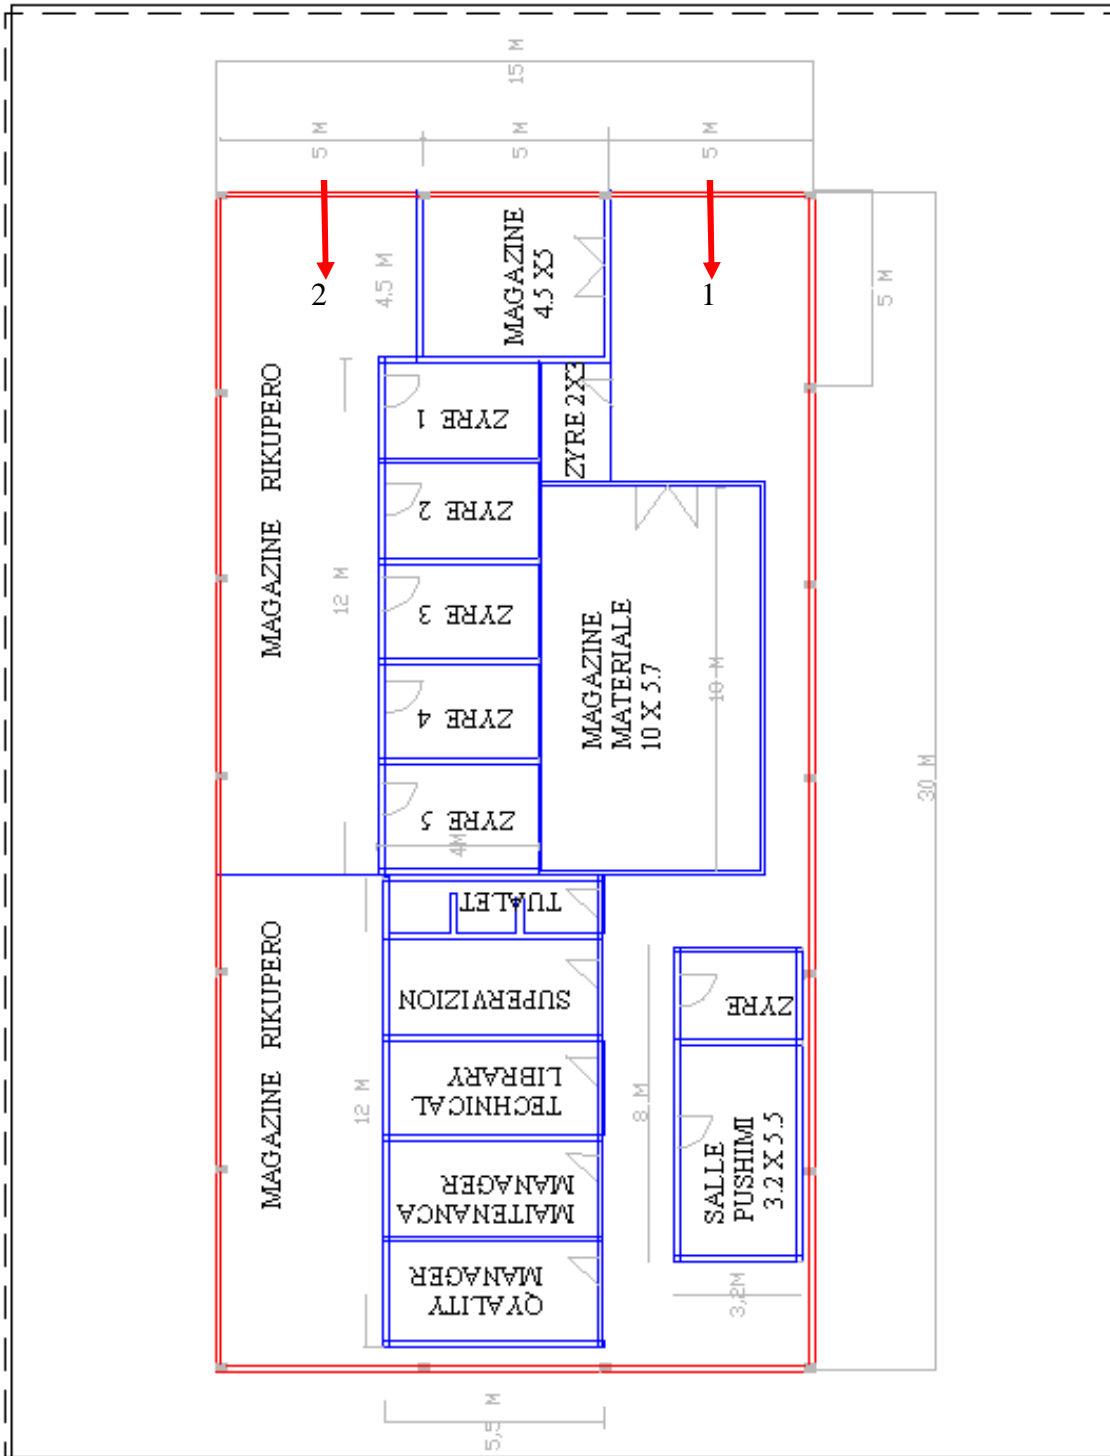 15 M
5 M
5 M
5 M
2
1
4.5 M
MAGAZINE
4.5 X5
5 M
MAGAZINE RIKUPERO
ZYRE 1
ZYRE 2X3
ZYRE 2
12 M
ZYRE 3
MAGAZINE
MATERIALE
10 X 5.7
10 M
ZYRE 4
30 M
ZYRE 5
4M
TUALET
MAGAZINE RIKUPERO
SUPERVIZION
ZYRE
TECHNICAL
LIBRARY
12 M
8 M
SALLE
PUSHIMI
3.2 X 5.5
MAITENANCA
MANAGER
QYALITY
MANAGER
3,2M
5,5 M